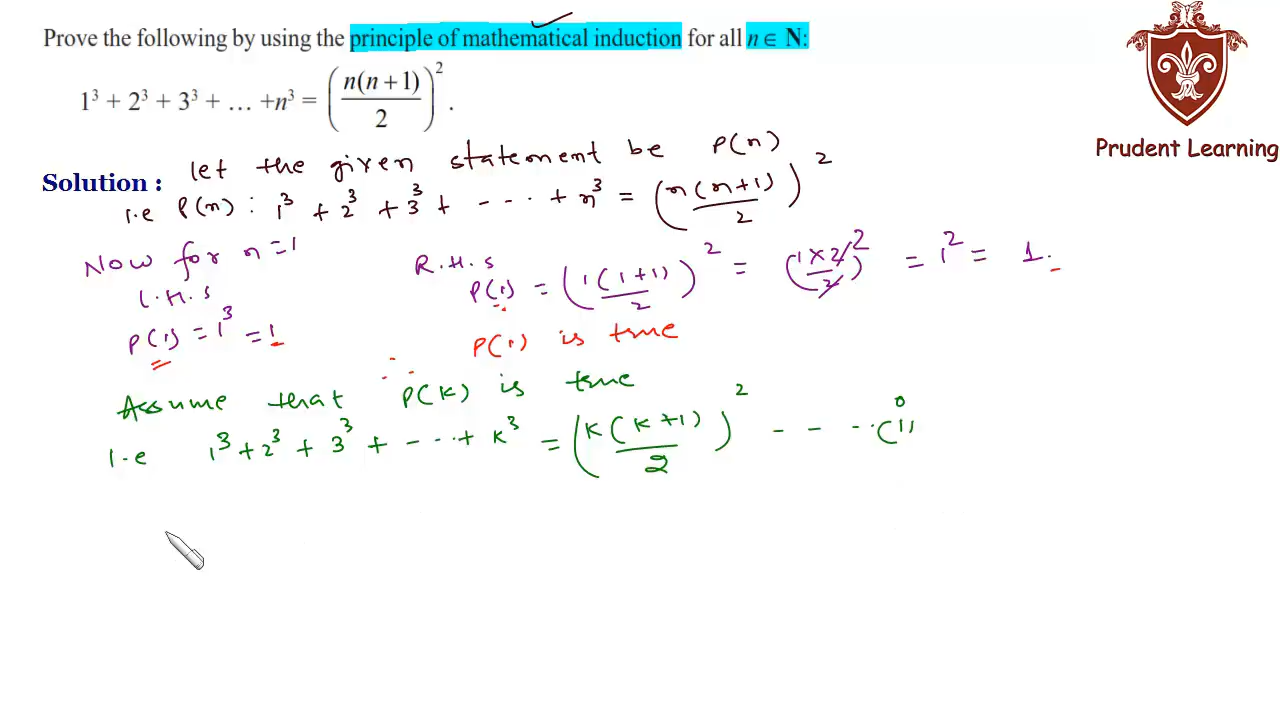 Prove the following by using the principle of mathematical induction for all n ∈ N:
1³ + 2³ + 3³ + … +n³ = (n(n+1)/2)².
Prudent Learning
Solution : let the given statement be P(n)
i.e P(n) : 1³ + 2³ + 3³ + - - - + n³ = (n(n+1)/2)²
Now for n=1
L.H.S
P(1) = 1³ = 1
R.H.S
P(1) = (1(1+1)/2)² = (1×2/2)² = 1² = 1.
∴ P(1) is true
Assume that P(k) is true
i.e 1³ + 2³ + 3³ + - - - + k³ = (k(k+1)/2)² - - - (i)